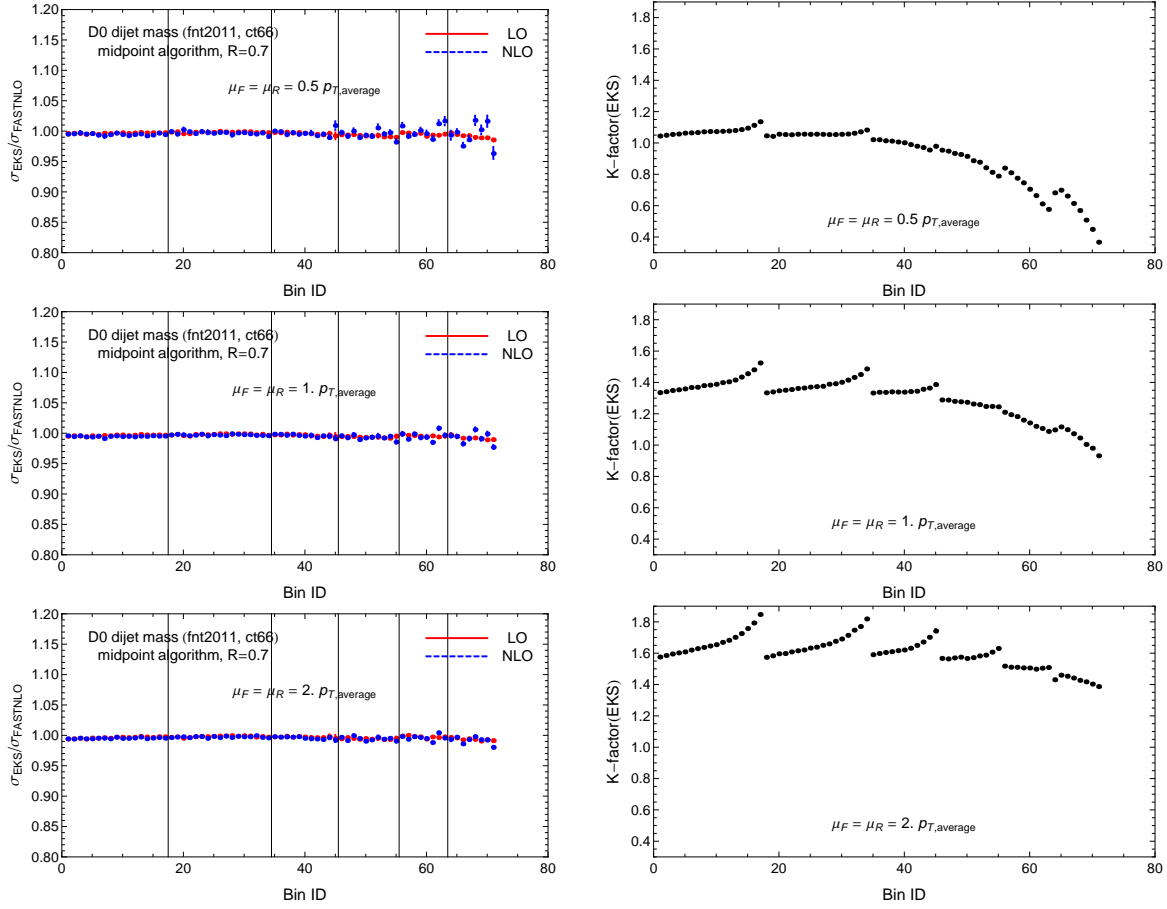 D0 dijet mass (fnt2011, ct66)
midpoint algorithm, R=0.7
LO
NLO
μF = μR = 0.5 pT,average
σEKS/σFASTNLO
1.20
1.15
1.10
1.05
1.00
0.95
0.90
0.85
0.80
0 20 40 60 80
Bin ID
K-factor(EKS)
1.8
1.6
1.4
1.2
1.0
0.8
0.6
0.4
μF = μR = 0.5 pT,average
0 20 40 60 80
Bin ID
D0 dijet mass (fnt2011, ct66)
midpoint algorithm, R=0.7
LO
NLO
μF = μR = 1. pT,average
σEKS/σFASTNLO
1.20
1.15
1.10
1.05
1.00
0.95
0.90
0.85
0.80
0 20 40 60 80
Bin ID
K-factor(EKS)
1.8
1.6
1.4
1.2
1.0
0.8
0.6
0.4
μF = μR = 1. pT,average
0 20 40 60 80
Bin ID
D0 dijet mass (fnt2011, ct66)
midpoint algorithm, R=0.7
LO
NLO
μF = μR = 2. pT,average
σEKS/σFASTNLO
1.20
1.15
1.10
1.05
1.00
0.95
0.90
0.85
0.80
0 20 40 60 80
Bin ID
K-factor(EKS)
1.8
1.6
1.4
1.2
1.0
0.8
0.6
0.4
μF = μR = 2. pT,average
0 20 40 60 80
Bin ID